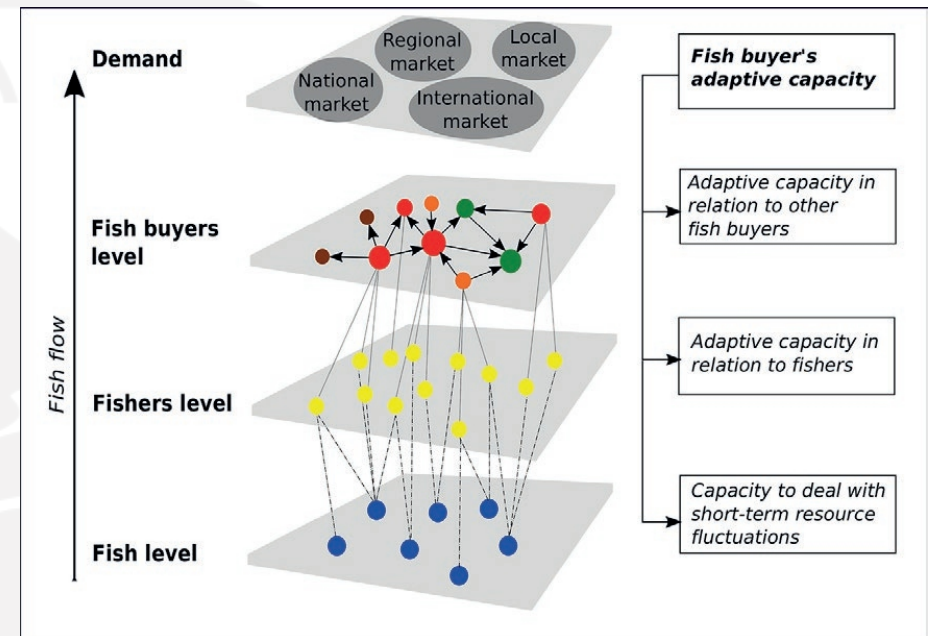 Demand
Regional
market
Local
market
National
market
International
market
Fish buyer's
adaptive capacity
Fish buyers
level
Adaptive capacity in
relation to other
fish buyers
Fish flow
Fishers level
Adaptive capacity in
relation to fishers
Fish level
Capacity to deal with
short-term resource
fluctuations